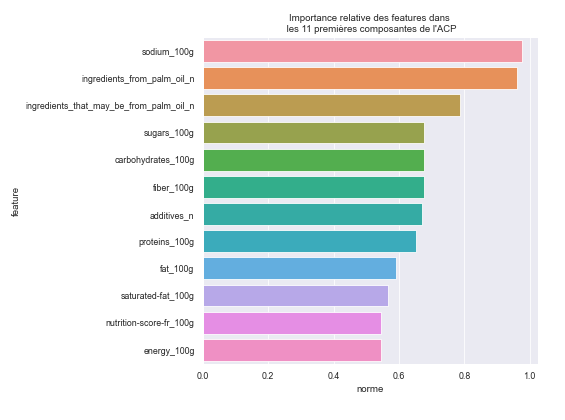 Importance relative des features dans
les 11 premières composantes de l'ACP
sodium_100g
ingredients_from_palm_oil_n
ingredients_that_may_be_from_palm_oil_n
sugars_100g
carbohydrates_100g
fiber_100g
additives_n
proteins_100g
fat_100g
saturated-fat_100g
nutrition-score-fr_100g
energy_100g
feature
0.0 0.2 0.4 0.6 0.8 1.0
norme